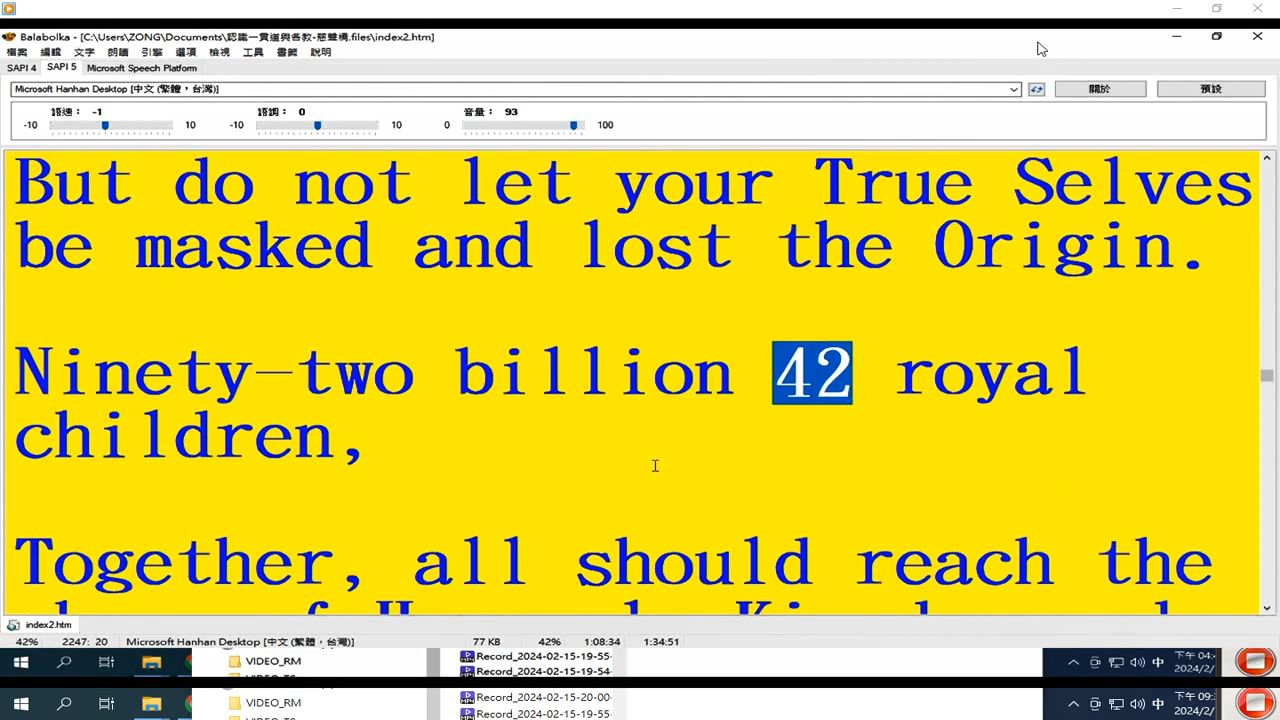 Balabolka - [C:\Users\ZONG\Documents\認識一貫道與各教-慈聲橋.files\index2.htm]
檔案 編輯 文字 朗讀 引擎 選項 檢視 工具 書籤 說明
SAPI 4 SAPI 5 Microsoft Speech Platform
Microsoft Hanhan Desktop [中文 (繁體，台灣)] 關於 預設
語速： -1 語調： 0 音量： 93
-10 10 -10 10 0 100
But do not let your True Selves
be masked and lost the Origin.
Ninety-two billion 42 royal
children,
Together, all should reach the
index2.htm
42% 2247: 20 Microsoft Hanhan Desktop [中文 (繁體，台灣)] 77 KB 42% 1:08:34 1:34:51
VIDEO_RM Record_2024-02-15-19-55- 中 下午 04:
Record_2024-02-15-19-54- 2024/2/
VIDEO_RM Record_2024-02-15-20-00- 中 下午 09:
Record_2024-02-15-19-55- 2024/2/